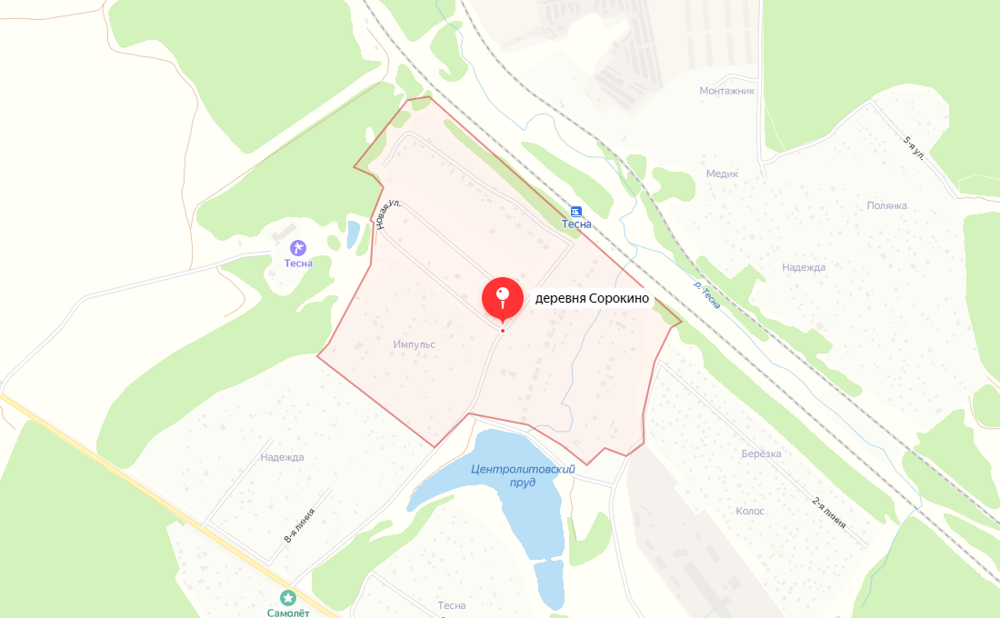 Монтажник
5-я ул.
Медик
Полянка
Новая ул.
Тесна
Тесна
Надежда
р. Тесна
деревня Сорокино
Импульс
Надежда
Берёзка
Центролитовский
пруд
2-я линия
Колос
8-я линия
Тесна
Самолёт